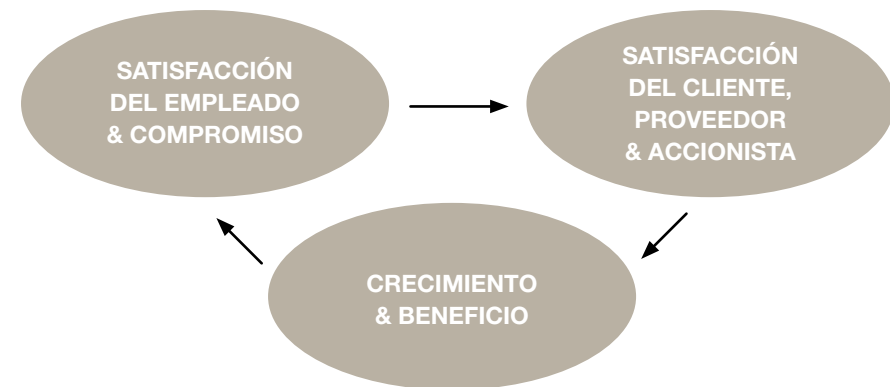 SATISFACCIÓN
DEL EMPLEADO
& COMPROMISO
SATISFACCIÓN
DEL CLIENTE,
PROVEEDOR
& ACCIONISTA
CRECIMIENTO
& BENEFICIO